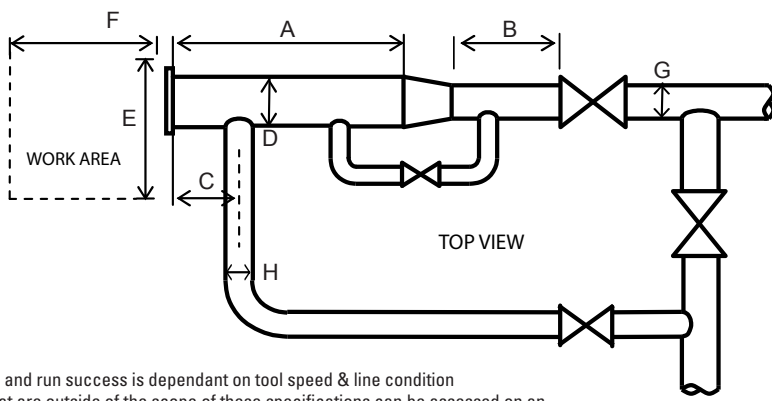 F
A
B
G
E
D
WORK AREA
C
TOP VIEW
H
and run success is dependant on tool speed & line condition